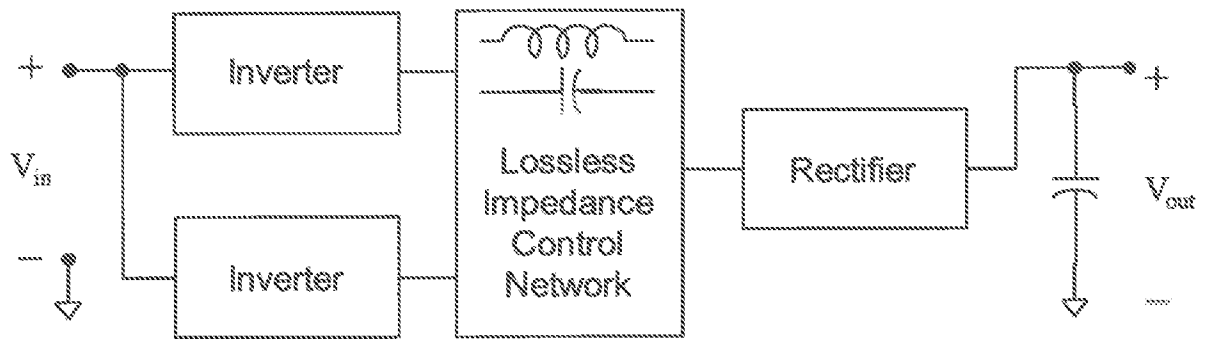 +
V_in
−
Inverter
Inverter
Lossless
Impedance
Control
Network
Rectifier
+
V_out
−